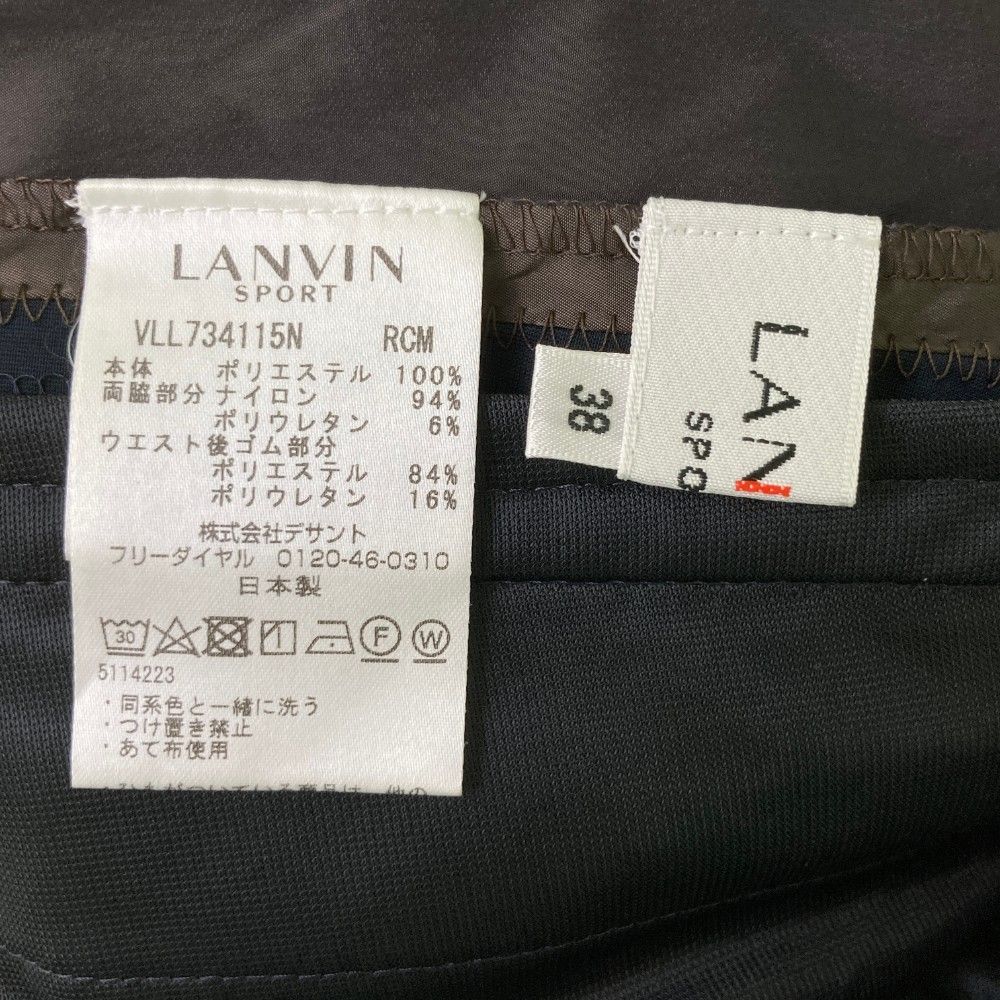 LANVIN
SPORT
VLL734115N RCM
本体 ポリエステル 100%
両脇部分 ナイロン 94%
ポリウレタン 6%
ウエスト後ゴム部分
ポリエステル 84%
ポリウレタン 16%
株式会社デサント
フリーダイヤル 0120-46-0310
日本製
30 1 F W
5114223
・同系色と一緒に洗う
・つけ置き禁止
・あて布使用
38
LAN
SPO